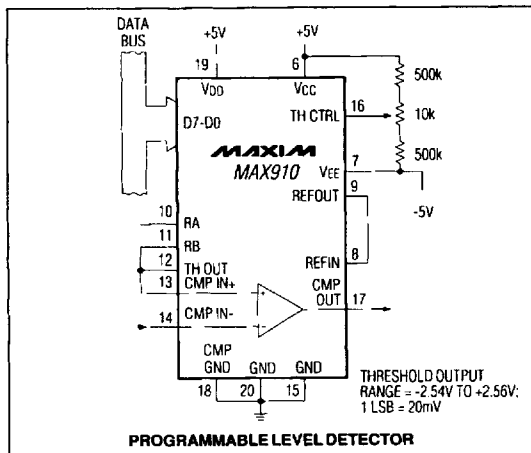 DATA
BUS
+5V
+5V
19
6
VDD
VCC
500k
16
TH CTRL
10k
D7-D0
MAXIM
MAX910
500k
7
VEE
9
REFOUT
-5V
10
RA
11
RB
12
TH OUT
REFIN
8
13
CMP IN+
+
CMP
OUT
17
14
CMP IN-
-
CMP
GND
GND
GND
18
20
15
THRESHOLD OUTPUT
RANGE = -2.54V TO +2.56V;
1 LSB = 20mV
PROGRAMMABLE LEVEL DETECTOR